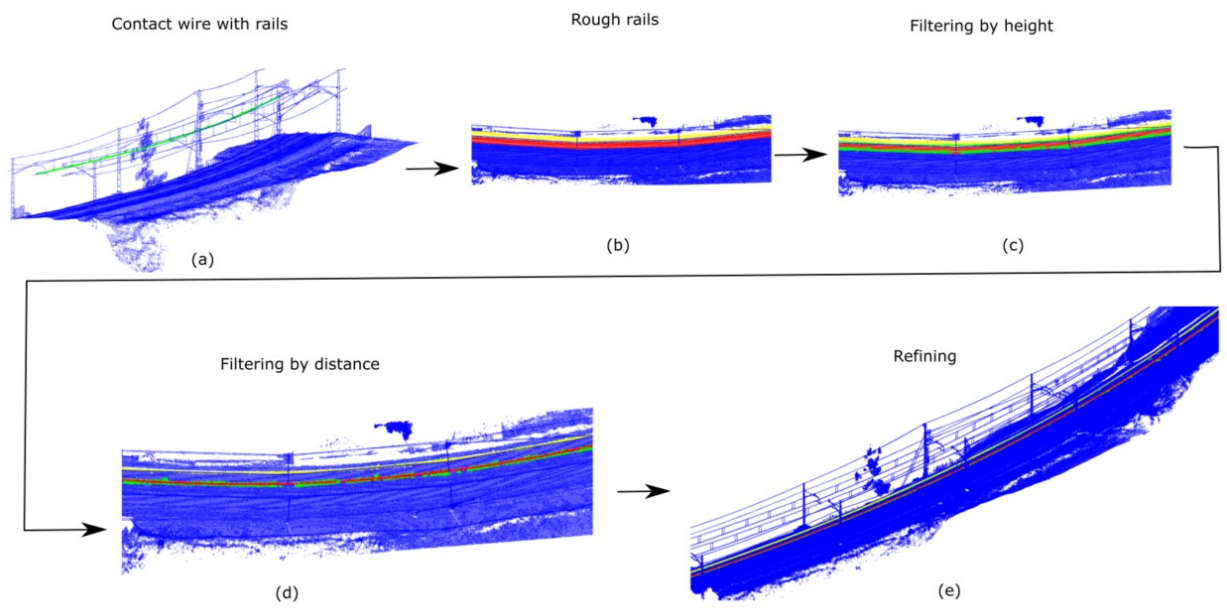 Contact wire with rails
Rough rails
Filtering by height
(a)
(b)
(c)
Filtering by distance
Refining
(d)
(e)